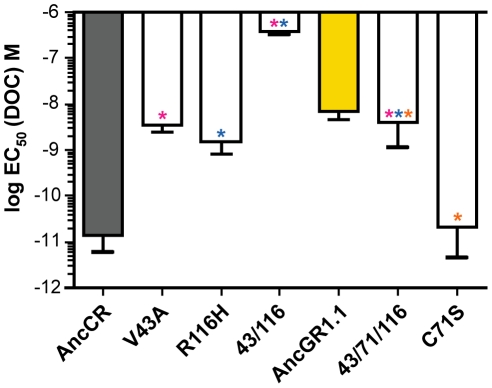 log EC50 (DOC) M
-6
-7
-8
-9
-10
-11
-12
**
*
*
***
*
AncCR
V43A
R116H
43/116
AncGR1.1
43/71/116
C71S